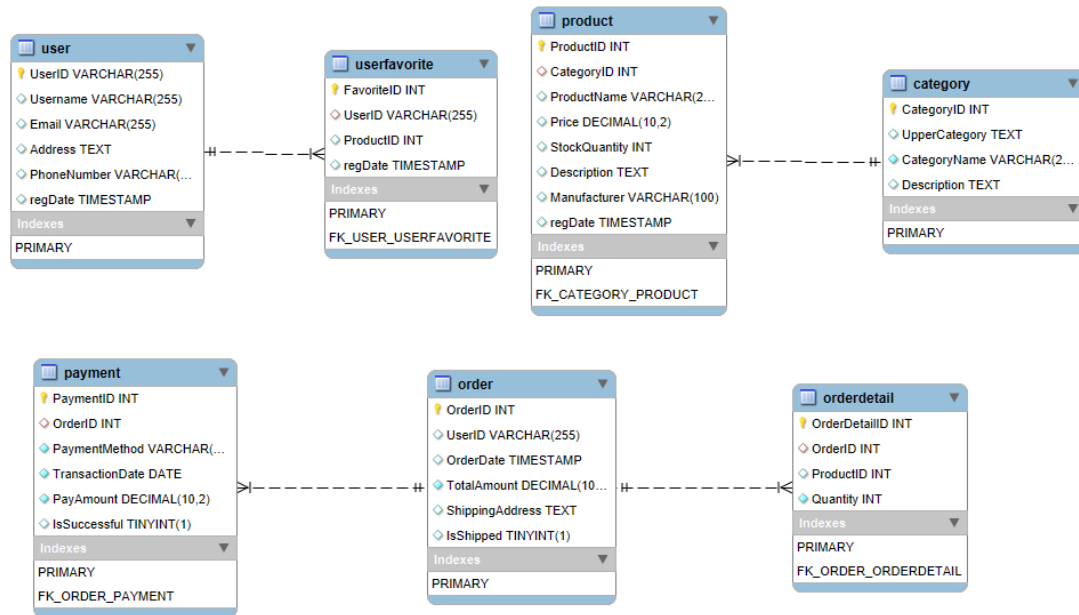 user
UserID VARCHAR(255)
Username VARCHAR(255)
Email VARCHAR(255)
Address TEXT
PhoneNumber VARCHAR(...
regDate TIMESTAMP
Indexes
PRIMARY
userfavorite
FavoriteID INT
UserID VARCHAR(255)
ProductID INT
regDate TIMESTAMP
Indexes
PRIMARY
FK_USER_USERFAVORITE
product
ProductID INT
CategoryID INT
ProductName VARCHAR(2...
Price DECIMAL(10,2)
StockQuantity INT
Description TEXT
Manufacturer VARCHAR(100)
regDate TIMESTAMP
Indexes
PRIMARY
FK_CATEGORY_PRODUCT
category
CategoryID INT
UpperCategory TEXT
CategoryName VARCHAR(2...
Description TEXT
Indexes
PRIMARY
payment
PaymentID INT
OrderID INT
PaymentMethod VARCHAR(...
TransactionDate DATE
PayAmount DECIMAL(10,2)
IsSuccessful TINYINT(1)
Indexes
PRIMARY
FK_ORDER_PAYMENT
order
OrderID INT
UserID VARCHAR(255)
OrderDate TIMESTAMP
TotalAmount DECIMAL(10...
ShippingAddress TEXT
IsShipped TINYINT(1)
Indexes
PRIMARY
orderdetail
OrderDetailID INT
OrderID INT
ProductID INT
Quantity INT
Indexes
PRIMARY
FK_ORDER_ORDERDETAIL